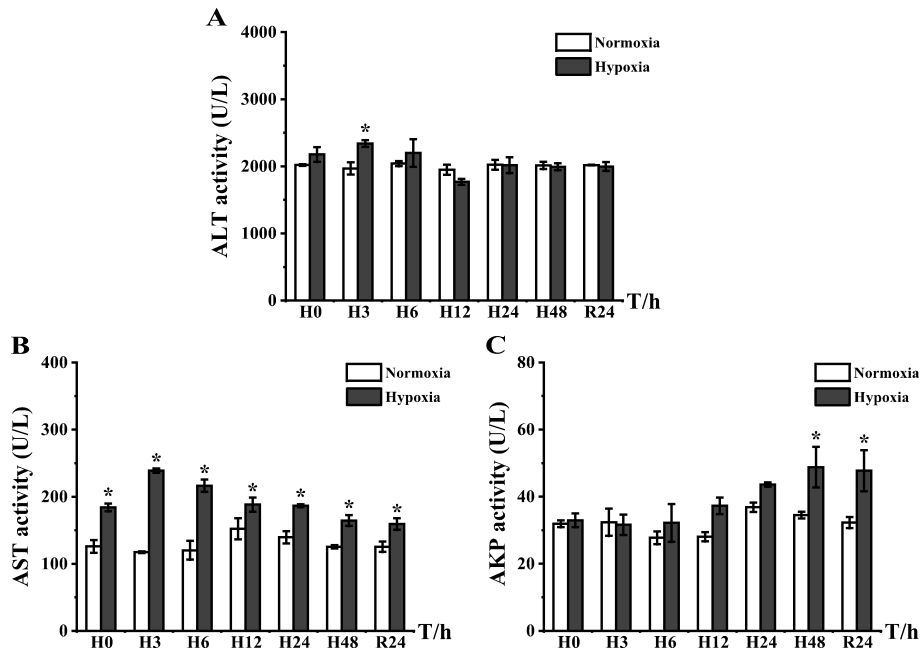 A
ALT activity (U/L)
4000
3000
2000
1000
0
Normoxia
Hypoxia
*
H0 H3 H6 H12 H24 H48 R24
T/h
B
AST activity (U/L)
400
300
200
100
0
Normoxia
Hypoxia
* * * * * * *
H0 H3 H6 H12 H24 H48 R24
T/h
C
AKP activity (U/L)
80
60
40
20
0
Normoxia
Hypoxia
* *
H0 H3 H6 H12 H24 H48 R24
T/h